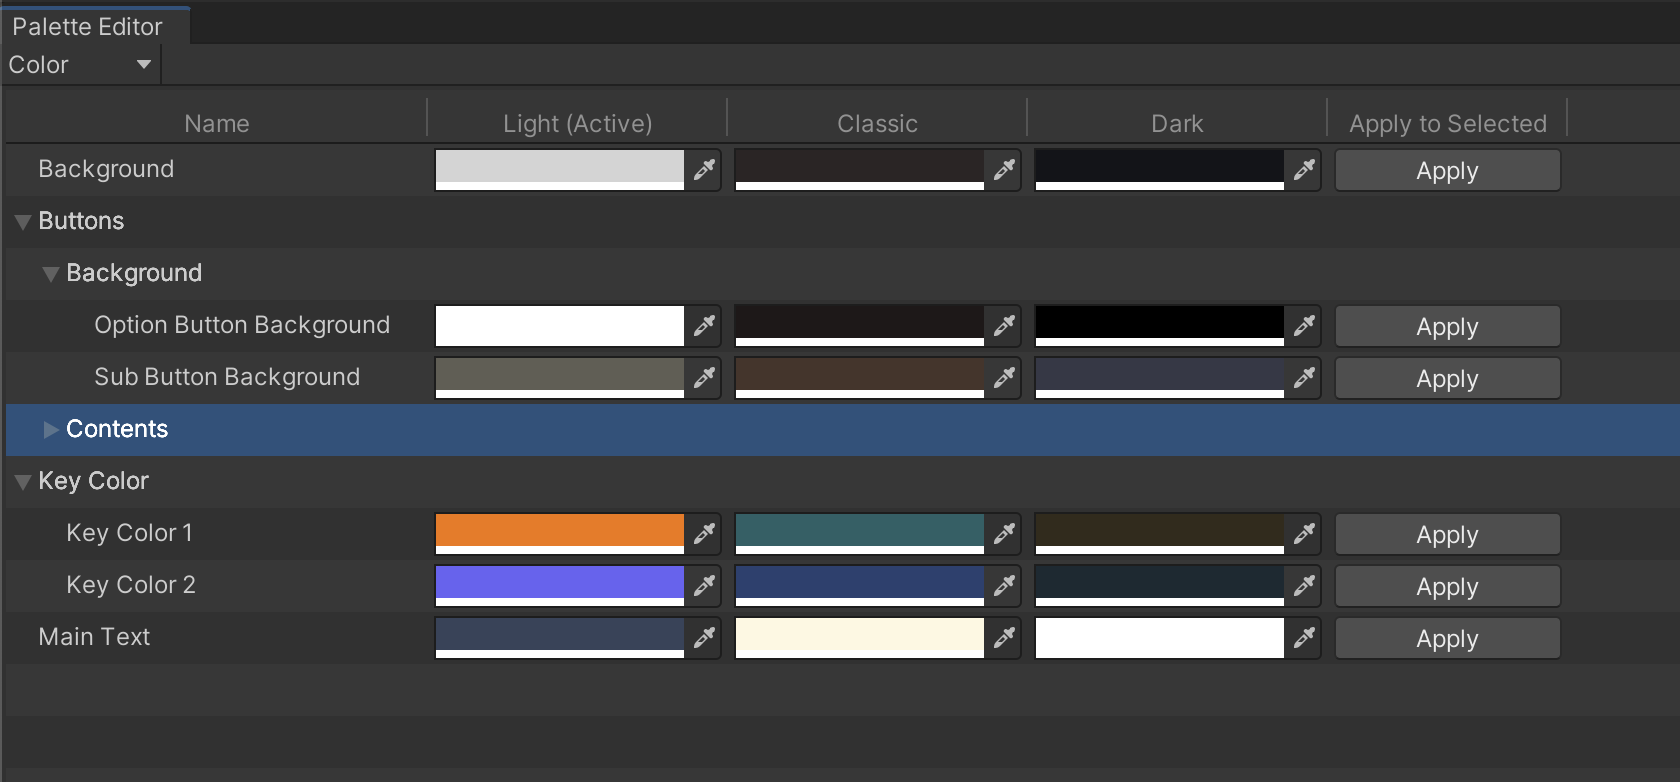 Palette Editor
Color
Name Light (Active) Classic Dark Apply to Selected
Background Apply
Buttons
Background
Option Button Background Apply
Sub Button Background Apply
Contents
Key Color
Key Color 1 Apply
Key Color 2 Apply
Main Text Apply